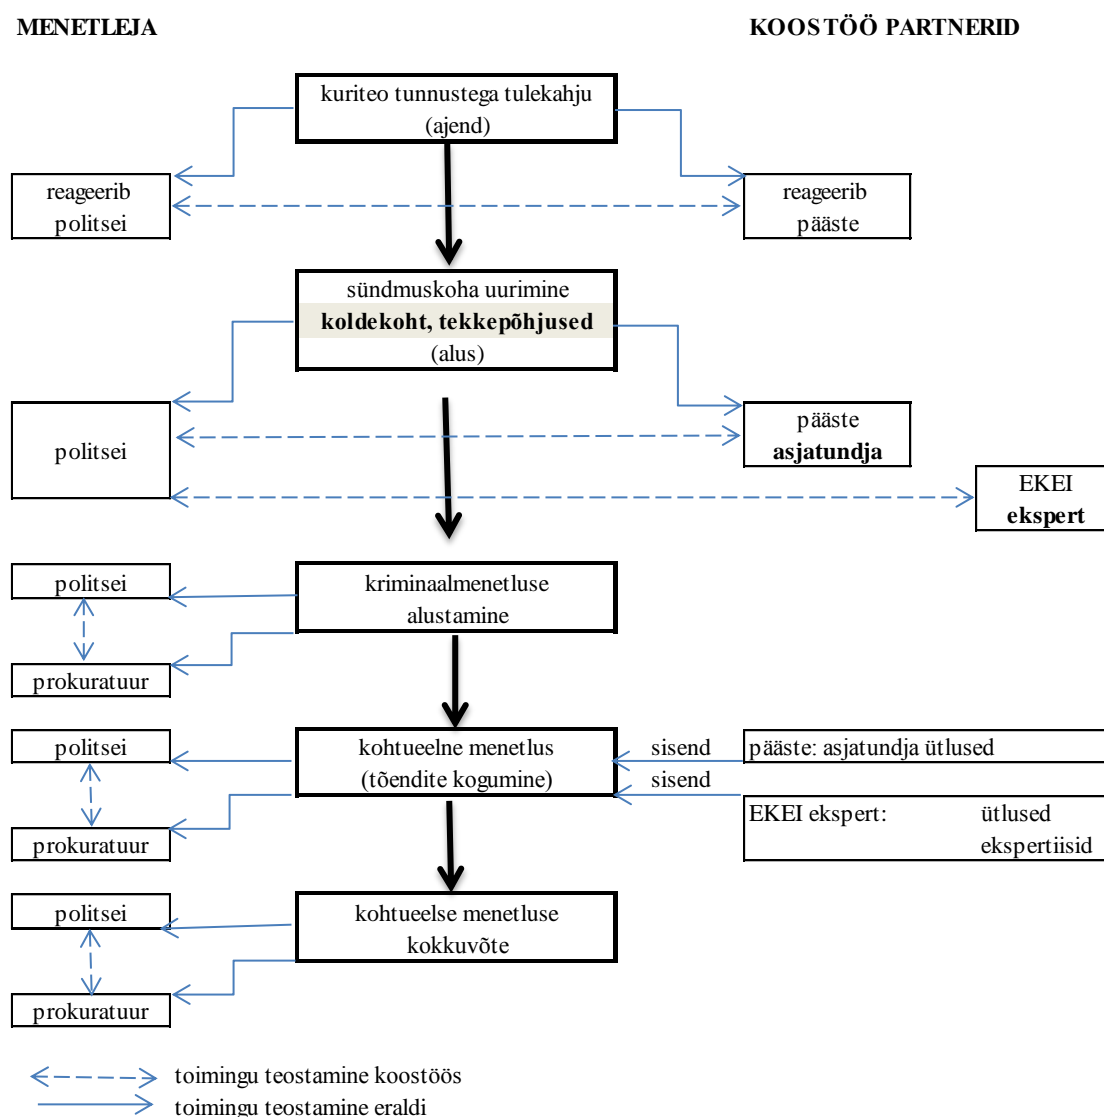 MENETLEJA
KOOSTÖÖ PARTNERID
kuriteo tunnustega tulekahju
(ajend)
reageerib
politsei
reageerib
pääste
sündmuskoha uurimine
koldekoht, tekkepõhjused
(alus)
politsei
pääste
asjatundja
EKEI
ekspert
politsei
kriminaalmenetluse
alustamine
prokuratuur
politsei
kohtueelne menetlus
(tõendite kogumine)
sisend
sisend
pääste: asjatundja ütlused
EKEI ekspert: ütlused
ekspertiisid
prokuratuur
politsei
kohtueelse menetluse
kokkuvõte
prokuratuur
toimingu teostamine koostöös
toimingu teostamine eraldi